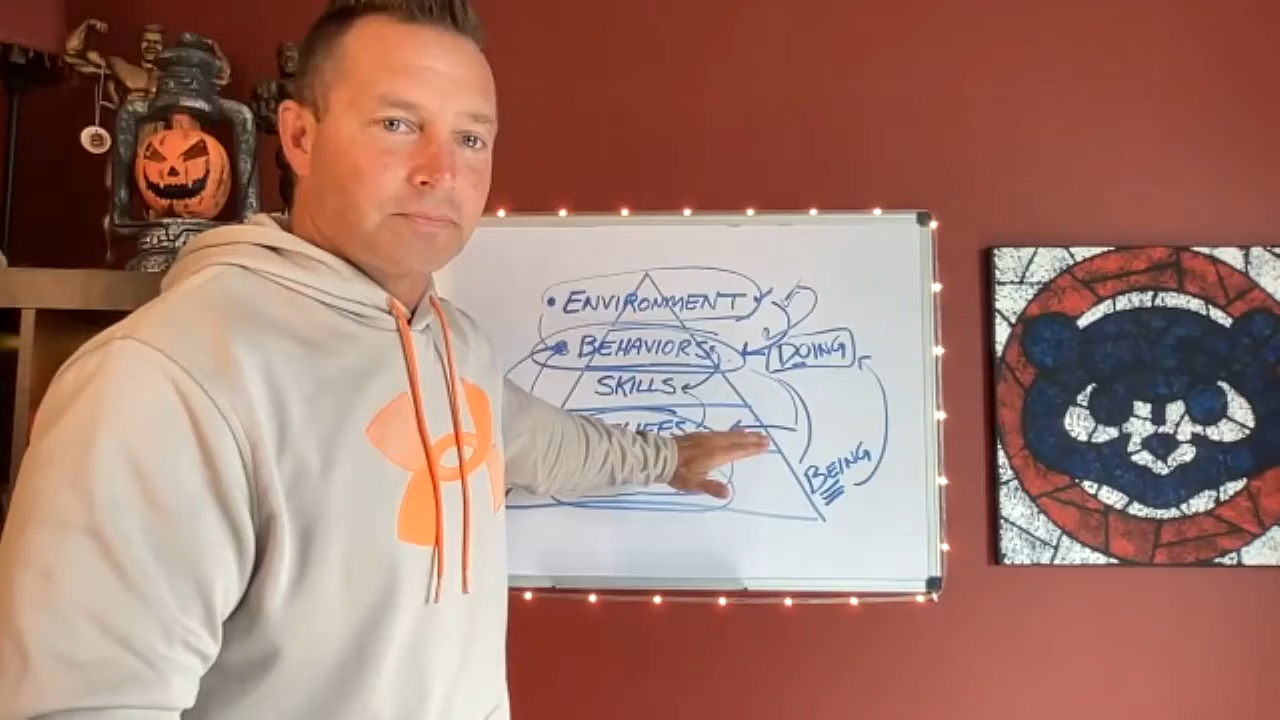 • ENVIRONMENT
• BEHAVIORS
DOING
SKILLS
BEING